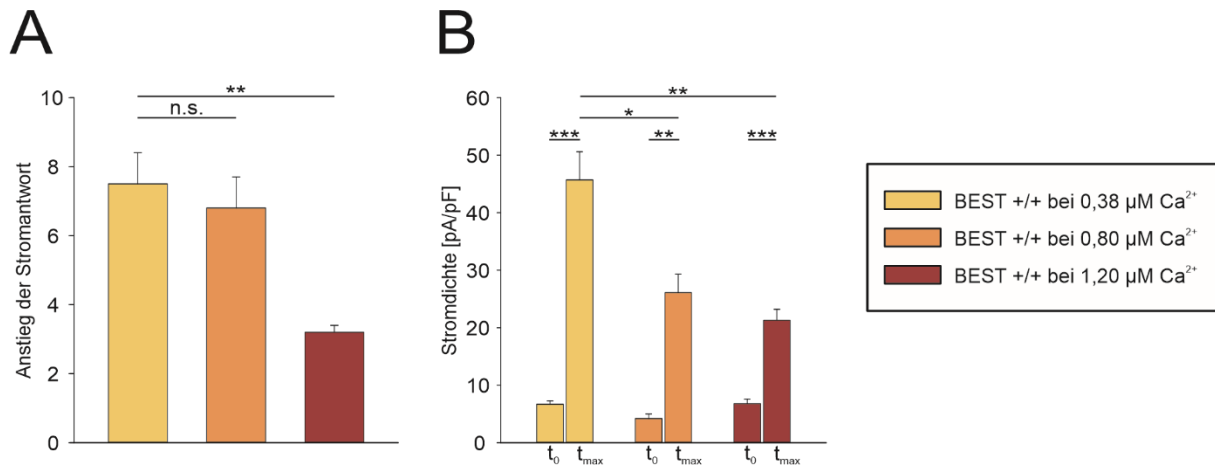 A
Anstieg der Stromantwort
10
8
6
4
2
0
**
n.s.
B
Stromdichte [pA/pF]
60
50
40
30
20
10
0
**
*
*** ** ***
t₀ tₘₐₓ t₀ tₘₐₓ t₀ tₘₐₓ
BEST +/+ bei 0,38 µM Ca²⁺
BEST +/+ bei 0,80 µM Ca²⁺
BEST +/+ bei 1,20 µM Ca²⁺